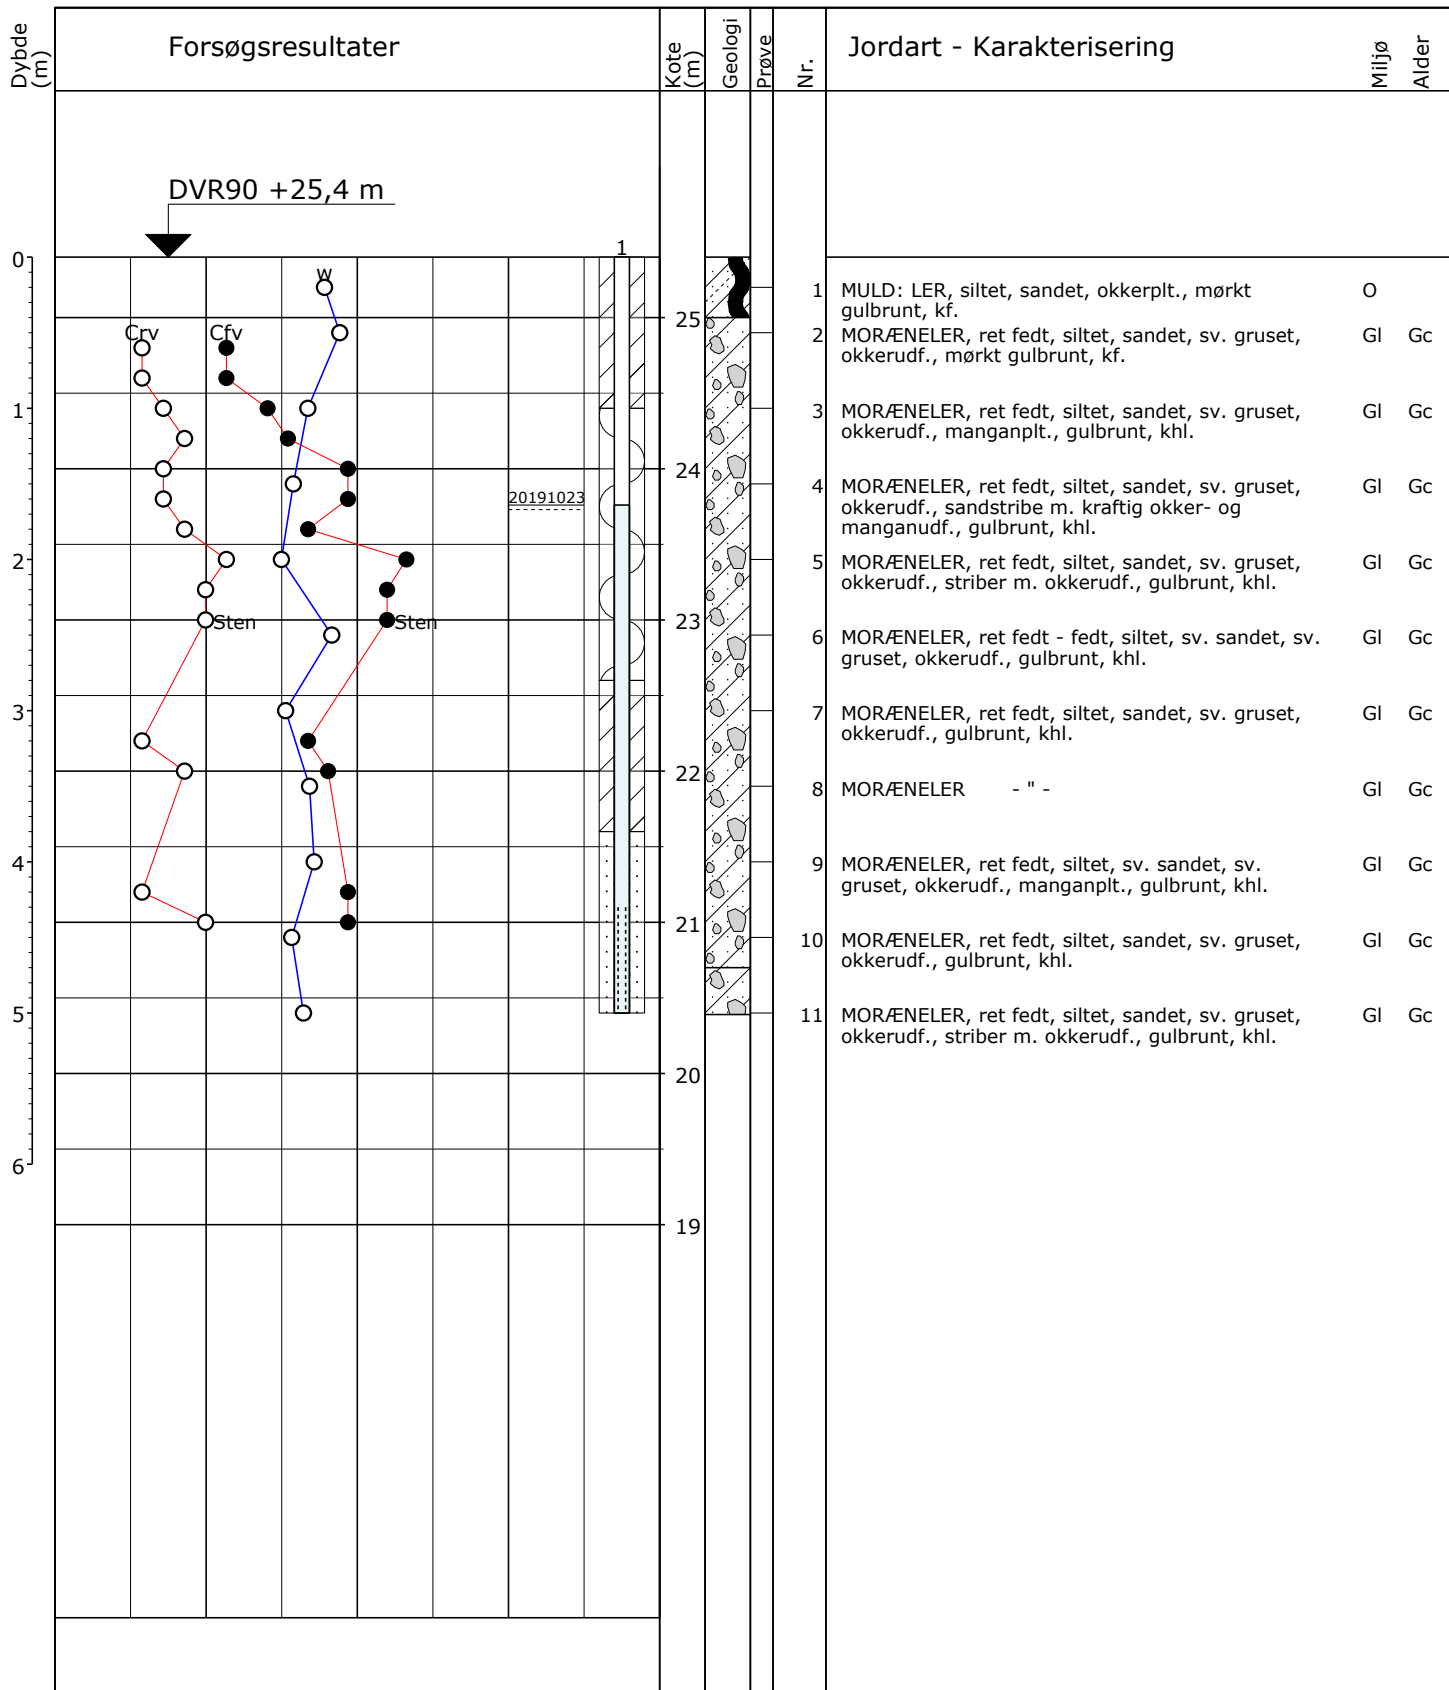 Dybde
(m)
Forsøgsresultater
Kote
(m)
Geologi
Prøve
Nr.
Jordart - Karakterisering
Miljø
Alder
DVR90 +25,4 m
0
1
2
3
4
5
6
W
Crv
Cfv
Sten
Sten
20191023
1
25
24
23
22
21
20
19
1 MULD: LER, siltet, sandet, okkerplt., mørkt O
gulbrunt, kf.
2 MORÆNELER, ret fedt, siltet, sandet, sv. gruset, Gl Gc
okkerudf., mørkt gulbrunt, kf.
3 MORÆNELER, ret fedt, siltet, sandet, sv. gruset, Gl Gc
okkerudf., manganplt., gulbrunt, khl.
4 MORÆNELER, ret fedt, siltet, sandet, sv. gruset, Gl Gc
okkerudf., sandstribe m. kraftig okker- og
manganudf., gulbrunt, khl.
5 MORÆNELER, ret fedt, siltet, sandet, sv. gruset, Gl Gc
okkerudf., striber m. okkerudf., gulbrunt, khl.
6 MORÆNELER, ret fedt - fedt, siltet, sv. sandet, sv. Gl Gc
gruset, okkerudf., gulbrunt, khl.
7 MORÆNELER, ret fedt, siltet, sandet, sv. gruset, Gl Gc
okkerudf., gulbrunt, khl.
8 MORÆNELER - " - Gl Gc
9 MORÆNELER, ret fedt, siltet, sv. sandet, sv. Gl Gc
gruset, okkerudf., manganplt., gulbrunt, khl.
10 MORÆNELER, ret fedt, siltet, sandet, sv. gruset, Gl Gc
okkerudf., gulbrunt, khl.
11 MORÆNELER, ret fedt, siltet, sandet, sv. gruset, Gl Gc
okkerudf., striber m. okkerudf., gulbrunt, khl.